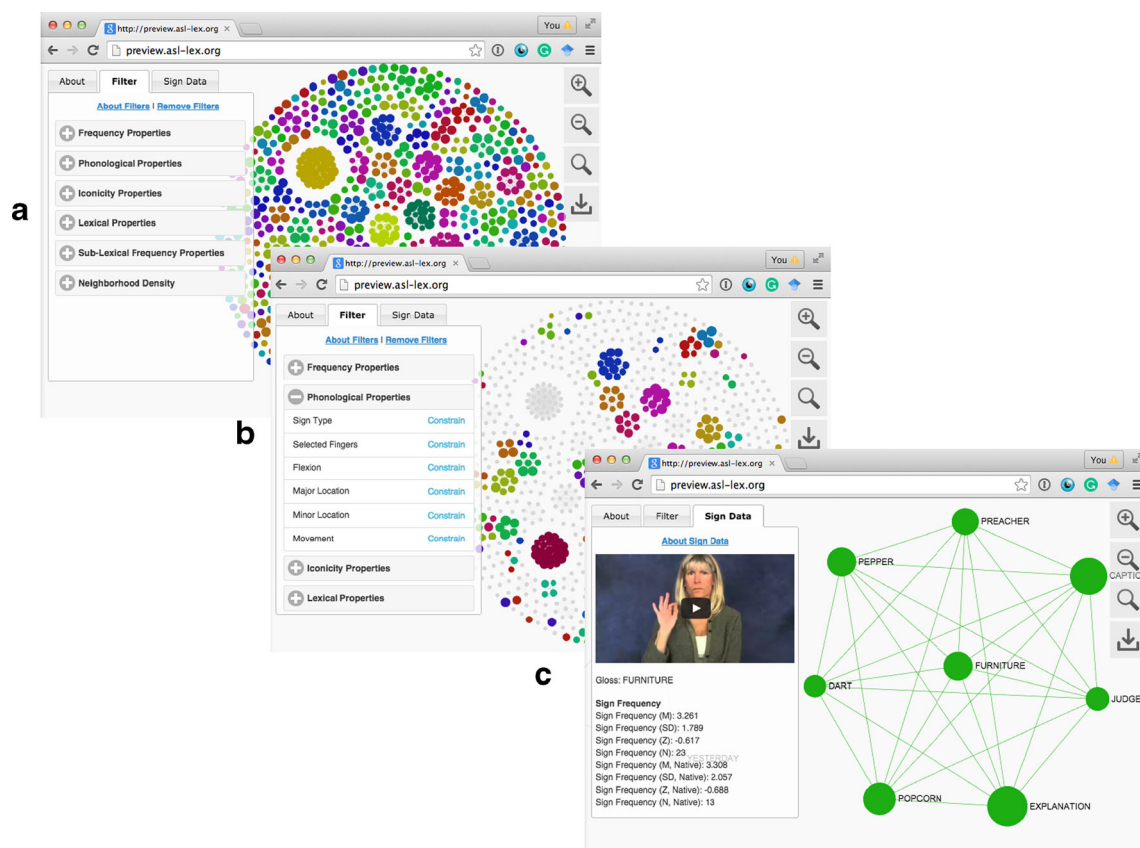 a
http://preview.asl-lex.org
You
preview.asl-lex.org
About Filter Sign Data
About Filters | Remove Filters
Frequency Properties
Phonological Properties
Iconicity Properties
Lexical Properties
Sub-Lexical Frequency Properties
Neighborhood Density
b
http://preview.asl-lex.org
You
preview.asl-lex.org
About Filter Sign Data
About Filters | Remove Filters
Frequency Properties
Phonological Properties
Sign Type Constrain
Selected Fingers Constrain
Flexion Constrain
Major Location Constrain
Minor Location Constrain
Movement Constrain
Iconicity Properties
Lexical Properties
c
http://preview.asl-lex.org
You
preview.asl-lex.org
About Filter Sign Data
About Sign Data
Gloss: FURNITURE
Sign Frequency
Sign Frequency (M): 3.261
Sign Frequency (SD): 1.789
Sign Frequency (Z): -0.617
Sign Frequency (N): 23
YESTERDAY
Sign Frequency (M, Native): 3.308
Sign Frequency (SD, Native): 2.057
Sign Frequency (Z, Native): -0.688
Sign Frequency (N, Native): 13
PREACHER
PEPPER
CAPTIO
FURNITURE
DART
JUDGE
POPCORN
EXPLANATION